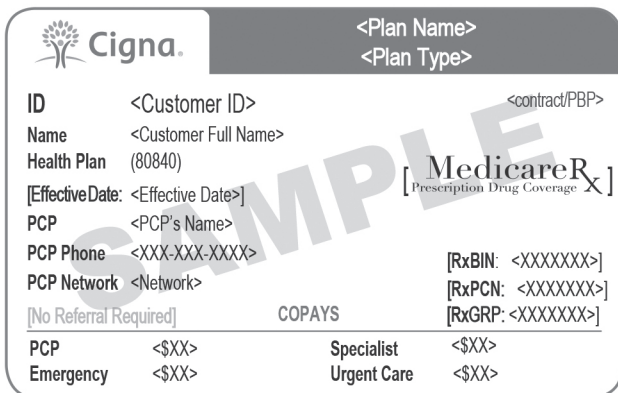 Cigna.
<Plan Name>
<Plan Type>
ID <Customer ID> <contract/PBP>
Name <Customer Full Name>
Health Plan (80840)
[MedicareRx
Prescription Drug Coverage]
[Effective Date: <Effective Date>]
PCP <PCP's Name>
PCP Phone <XXX-XXX-XXXX>
[RxBIN: <XXXXXXX>]
PCP Network <Network>
[RxPCN: <XXXXXXX>]
[No Referral Required] COPAYS [RxGRP: <XXXXXXX>]
PCP <$XX> Specialist <$XX>
Emergency <$XX> Urgent Care <$XX>
SAMPLE